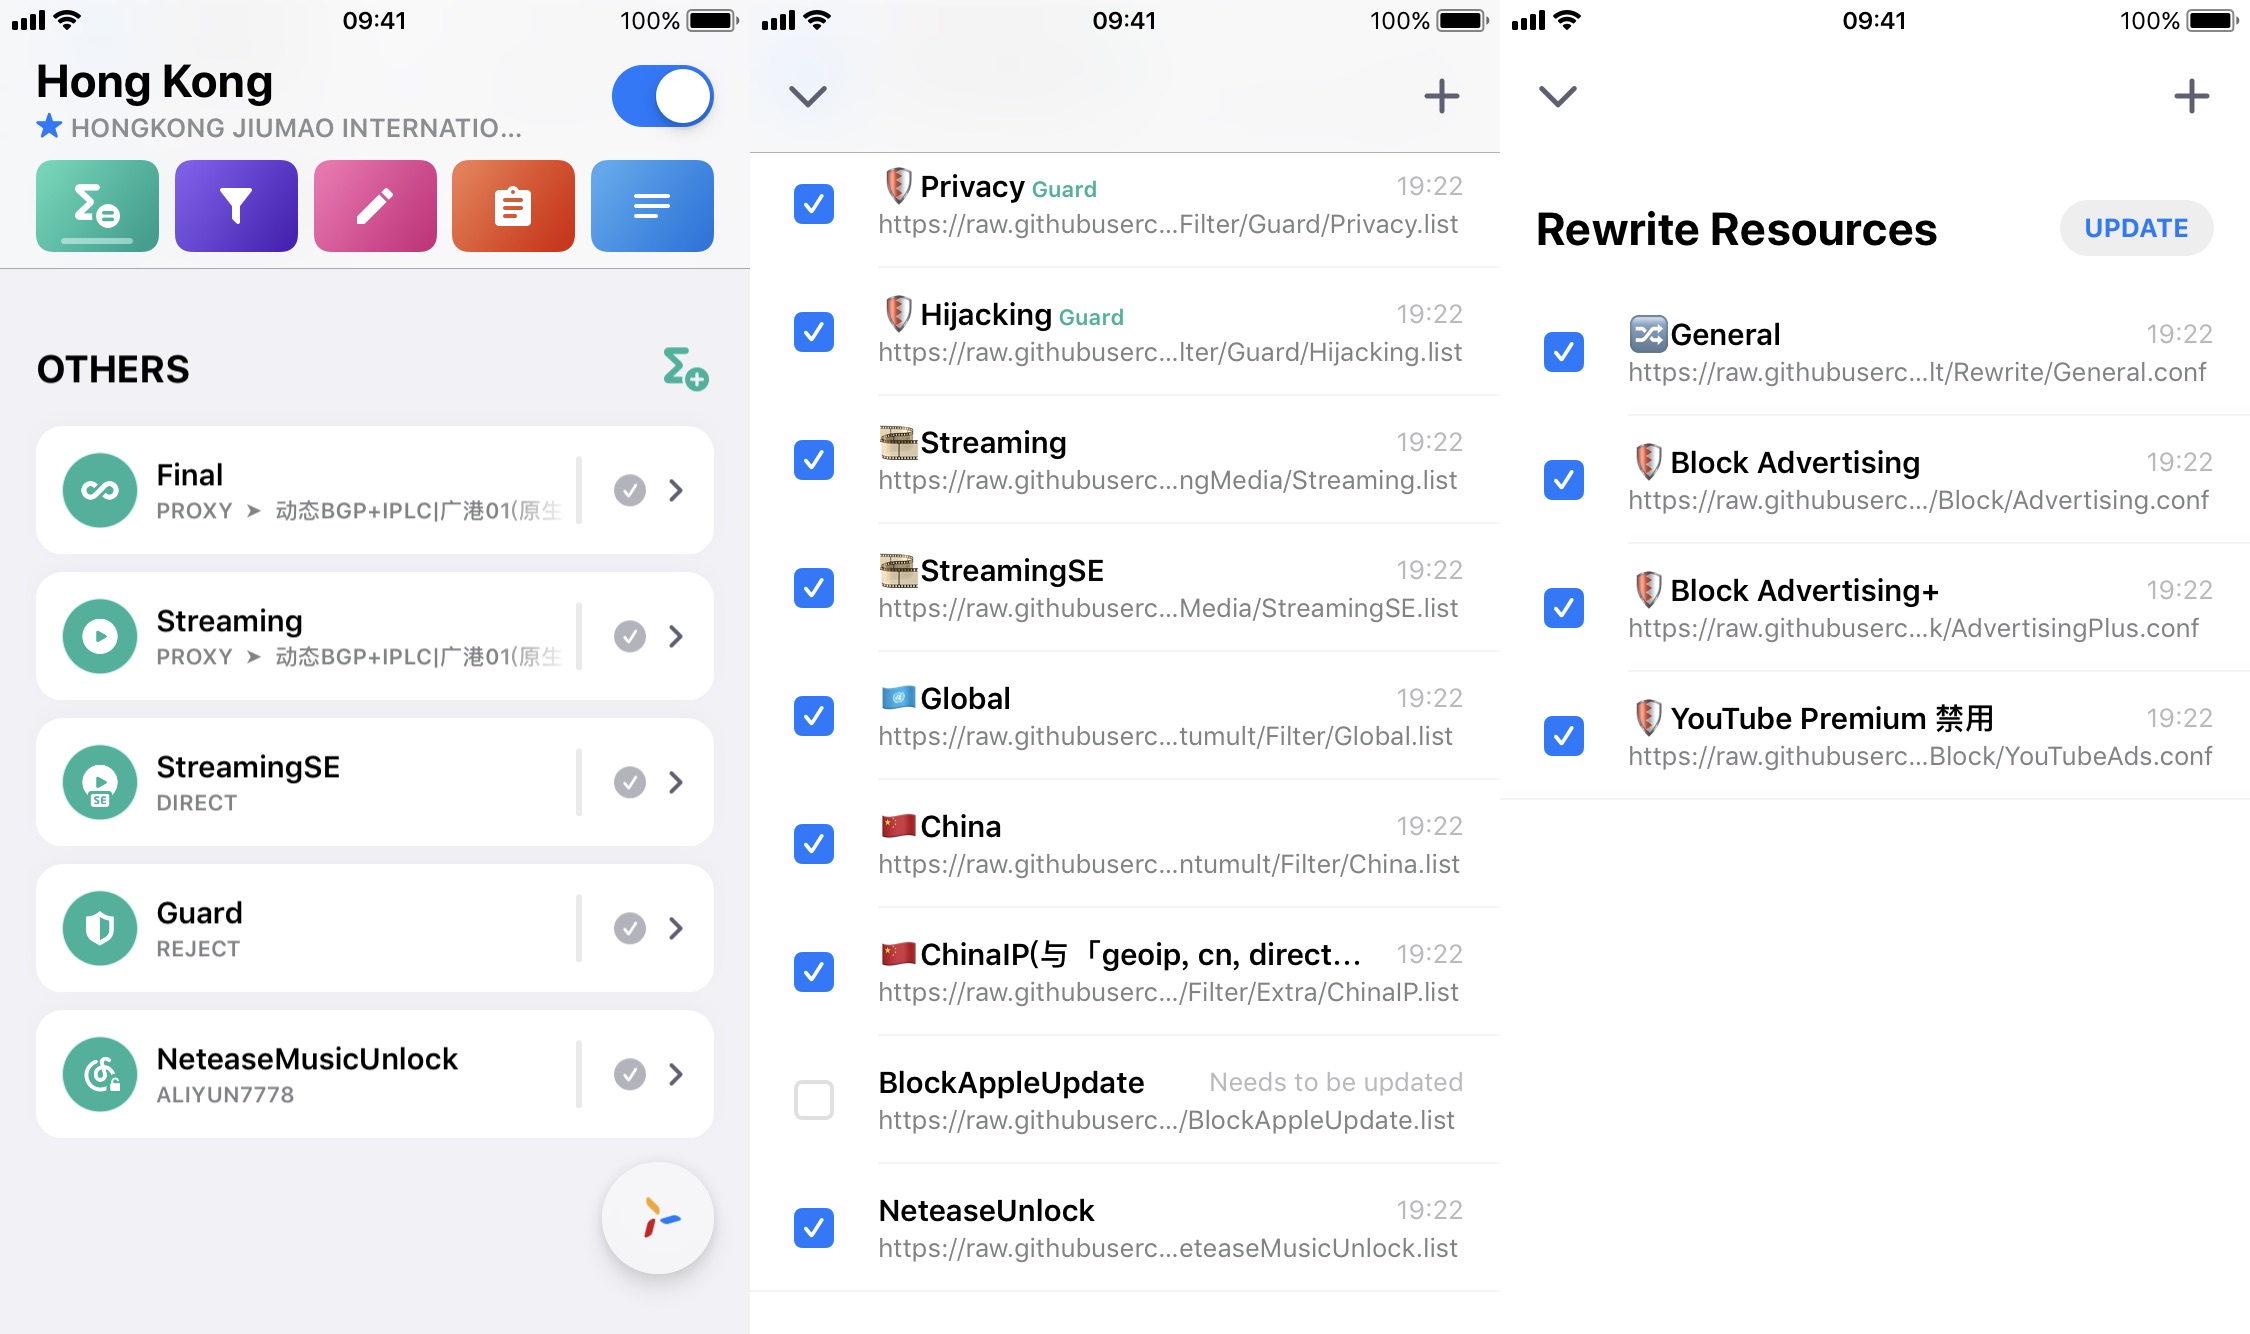 09:41
100%
Hong Kong
HONGKONG JIUMAO INTERNATIO...
OTHERS
Final
PROXY ➤ 动态BGP+IPLC|广港01(原生
Streaming
PROXY ➤ 动态BGP+IPLC|广港01(原生
StreamingSE
SE
DIRECT
Guard
REJECT
NeteaseMusicUnlock
ALIYUN7778
09:41
100%
Privacy Guard 19:22
https://raw.githubuserc...Filter/Guard/Privacy.list
Hijacking Guard 19:22
https://raw.githubuserc...lter/Guard/Hijacking.list
Streaming 19:22
https://raw.githubuserc...ngMedia/Streaming.list
StreamingSE 19:22
https://raw.githubuserc...Media/StreamingSE.list
Global 19:22
https://raw.githubuserc...tumult/Filter/Global.list
China 19:22
https://raw.githubuserc...ntumult/Filter/China.list
ChinaIP(与「geoip, cn, direct... 19:22
https://raw.githubuserc.../Filter/Extra/ChinaIP.list
BlockAppleUpdate Needs to be updated
https://raw.githubuserc.../BlockAppleUpdate.list
NeteaseUnlock 19:22
https://raw.githubuserc...eteaseMusicUnlock.list
09:41
100%
Rewrite Resources UPDATE
General 19:22
https://raw.githubuserc...lt/Rewrite/General.conf
Block Advertising 19:22
https://raw.githubuserc.../Block/Advertising.conf
Block Advertising+ 19:22
https://raw.githubuserc...k/AdvertisingPlus.conf
YouTube Premium 禁用 19:22
https://raw.githubuserc...Block/YouTubeAds.conf